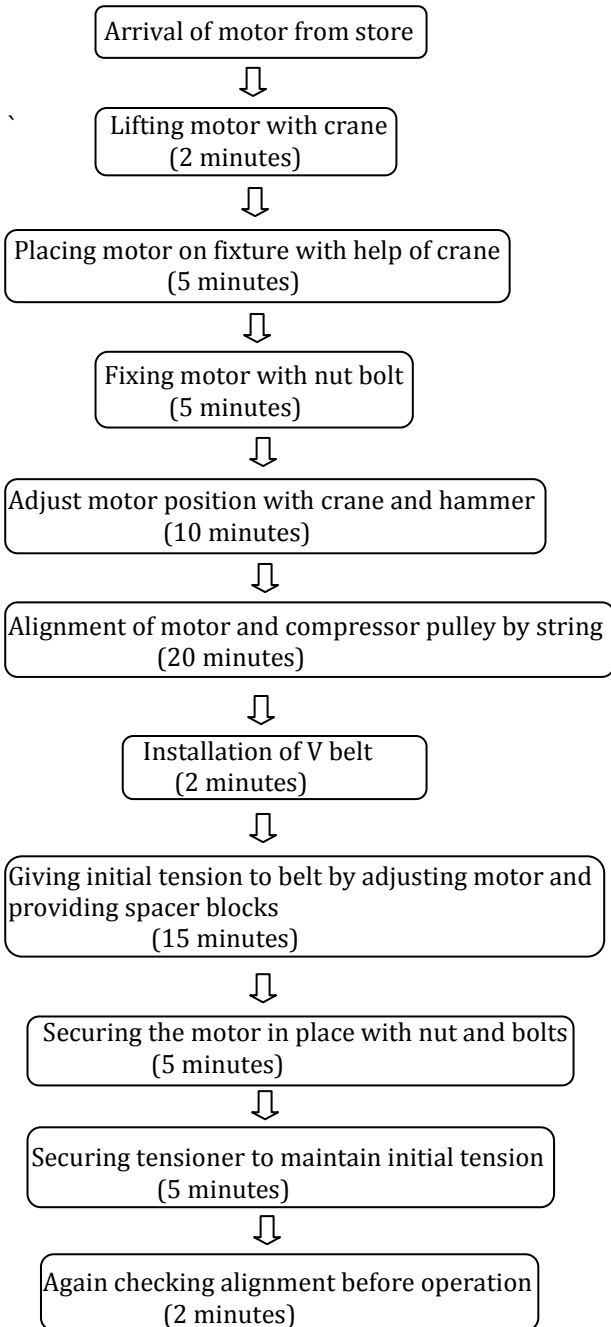 Arrival of motor from store
`
Lifting motor with crane
(2 minutes)
Placing motor on fixture with help of crane
(5 minutes)
Fixing motor with nut bolt
(5 minutes)
Adjust motor position with crane and hammer
(10 minutes)
Alignment of motor and compressor pulley by string
(20 minutes)
Installation of V belt
(2 minutes)
Giving initial tension to belt by adjusting motor and
providing spacer blocks
(15 minutes)
Securing the motor in place with nut and bolts
(5 minutes)
Securing tensioner to maintain initial tension
(5 minutes)
Again checking alignment before operation
(2 minutes)